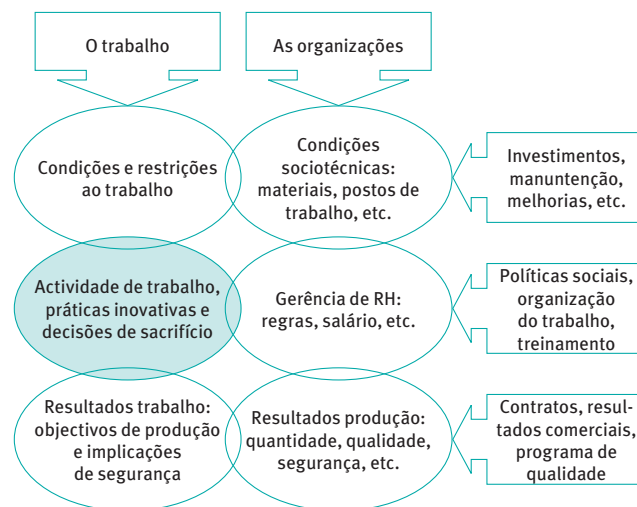 O trabalho
As organizações
Condições e restrições
ao trabalho
Condições
sociotécnicas:
materiais, postos de
trabalho, etc.
Investimentos,
manuntenção,
melhorias, etc.
Actividade de trabalho,
práticas inovativas e
decisões de sacrifício
Gerência de RH:
regras, salário, etc.
Políticas sociais,
organização
do trabalho,
treinamento
Resultados trabalho:
objectivos de produção
e implicações
de segurança
Resultados produção:
quantidade, qualidade,
segurança, etc.
Contratos, resul-
tados comerciais,
programa de
qualidade